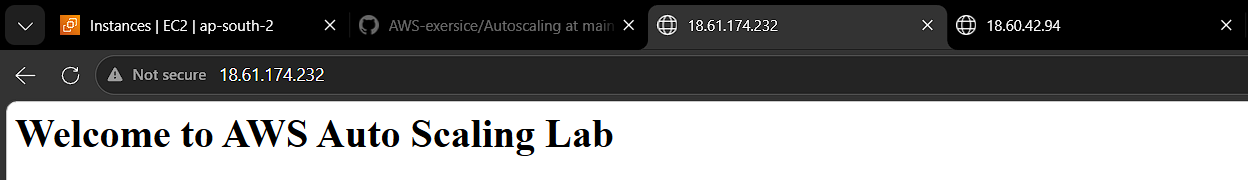 Instances | EC2 | ap-south-2
AWS-exersice/Autoscaling at main
18.61.174.232
18.60.42.94
Not secure 18.61.174.232
Welcome to AWS Auto Scaling Lab